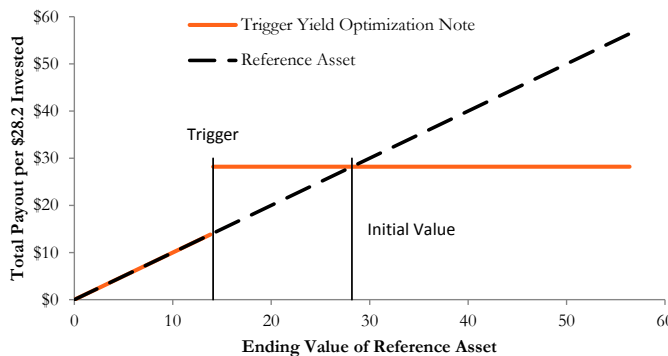 Trigger Yield Optimization Note
Reference Asset
Total Payout per $28.2 Invested
$60
$50
$40
$30
$20
$10
$0
Trigger
Initial Value
0
10
20
30
40
50
60
Ending Value of Reference Asset